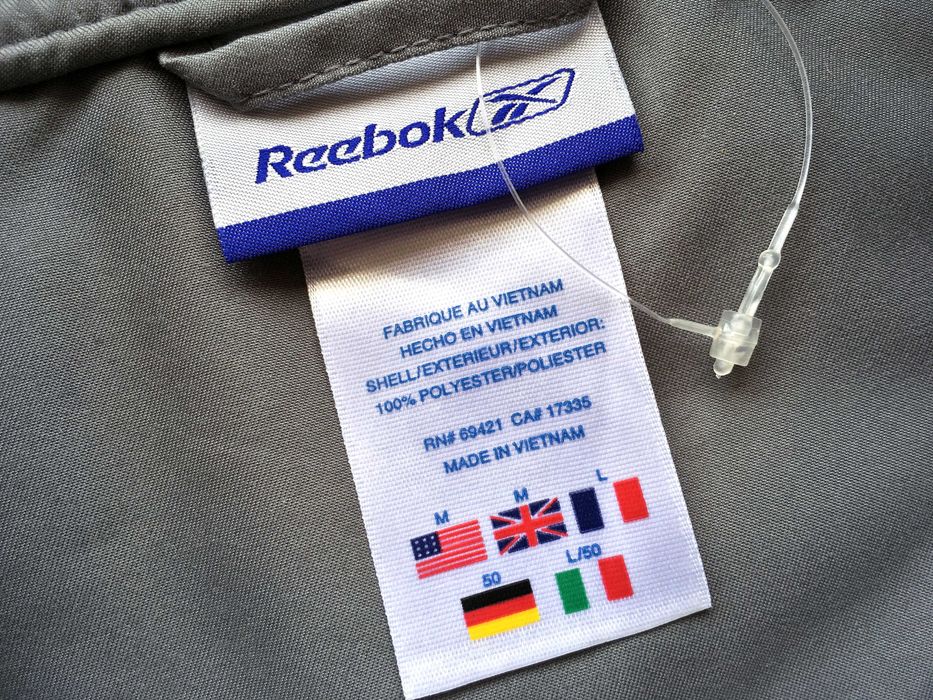 Reebok
FABRIQUE AU VIETNAM
HECHO EN VIETNAM
SHELL/EXTERIEUR/EXTERIOR:
100% POLYESTER/POLIESTER
RN# 69421 CA# 17335
MADE IN VIETNAM
M M L
50 L/50